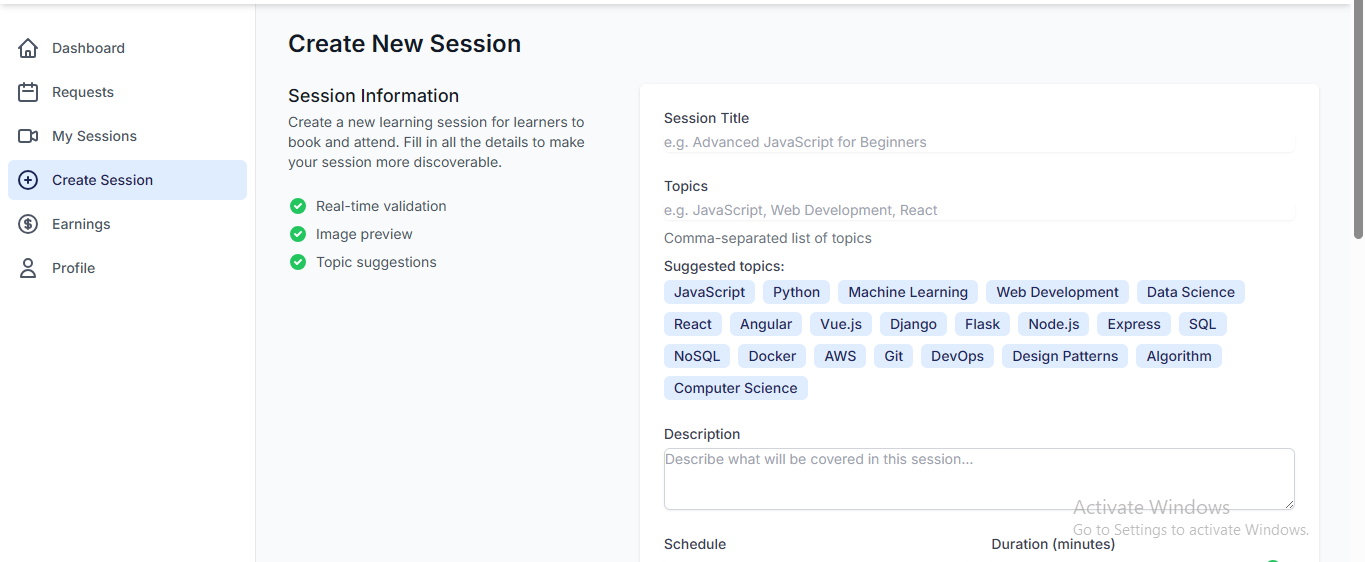 Dashboard
Requests
My Sessions
Create Session
Earnings
Profile
Create New Session
Session Information
Create a new learning session for learners to
book and attend. Fill in all the details to make
your session more discoverable.
Real-time validation
Image preview
Topic suggestions
Session Title
e.g. Advanced JavaScript for Beginners
Topics
e.g. JavaScript, Web Development, React
Comma-separated list of topics
Suggested topics:
JavaScript Python Machine Learning Web Development Data Science
React Angular Vue.js Django Flask Node.js Express SQL
NoSQL Docker AWS Git DevOps Design Patterns Algorithm
Computer Science
Description
Describe what will be covered in this session...
Activate Windows
Go to Settings to activate Windows.
Schedule Duration (minutes)